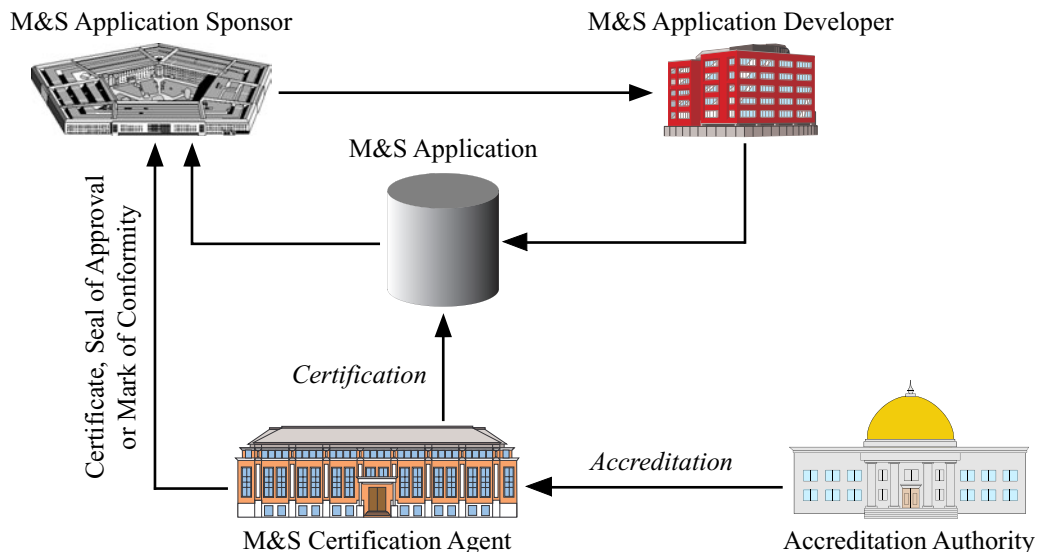 M&S Application Sponsor
M&S Application Developer
M&S Application
Certificate, Seal of Approval
or Mark of Conformity
Certification
Accreditation
M&S Certification Agent
Accreditation Authority